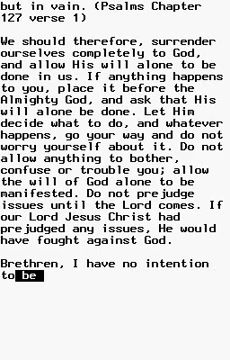 but in vain. (Psalms Chapter
127 verse 1)
We should therefore, surrender
ourselves completely to God,
and allow His will alone to be
done in us. If anything happens
to you, place it before the
Almighty God, and ask that His
will alone be done. Let Him
decide what to do, and whatever
happens, go your way and do not
worry yourself about it. Do not
allow anything to bother,
confuse or trouble you; allow
the will of God alone to be
manifested. Do not prejudge
issues until the Lord comes. If
our Lord Jesus Christ had
prejudged any issues, He would
have fought against God.
Brethren, I have no intention
to be